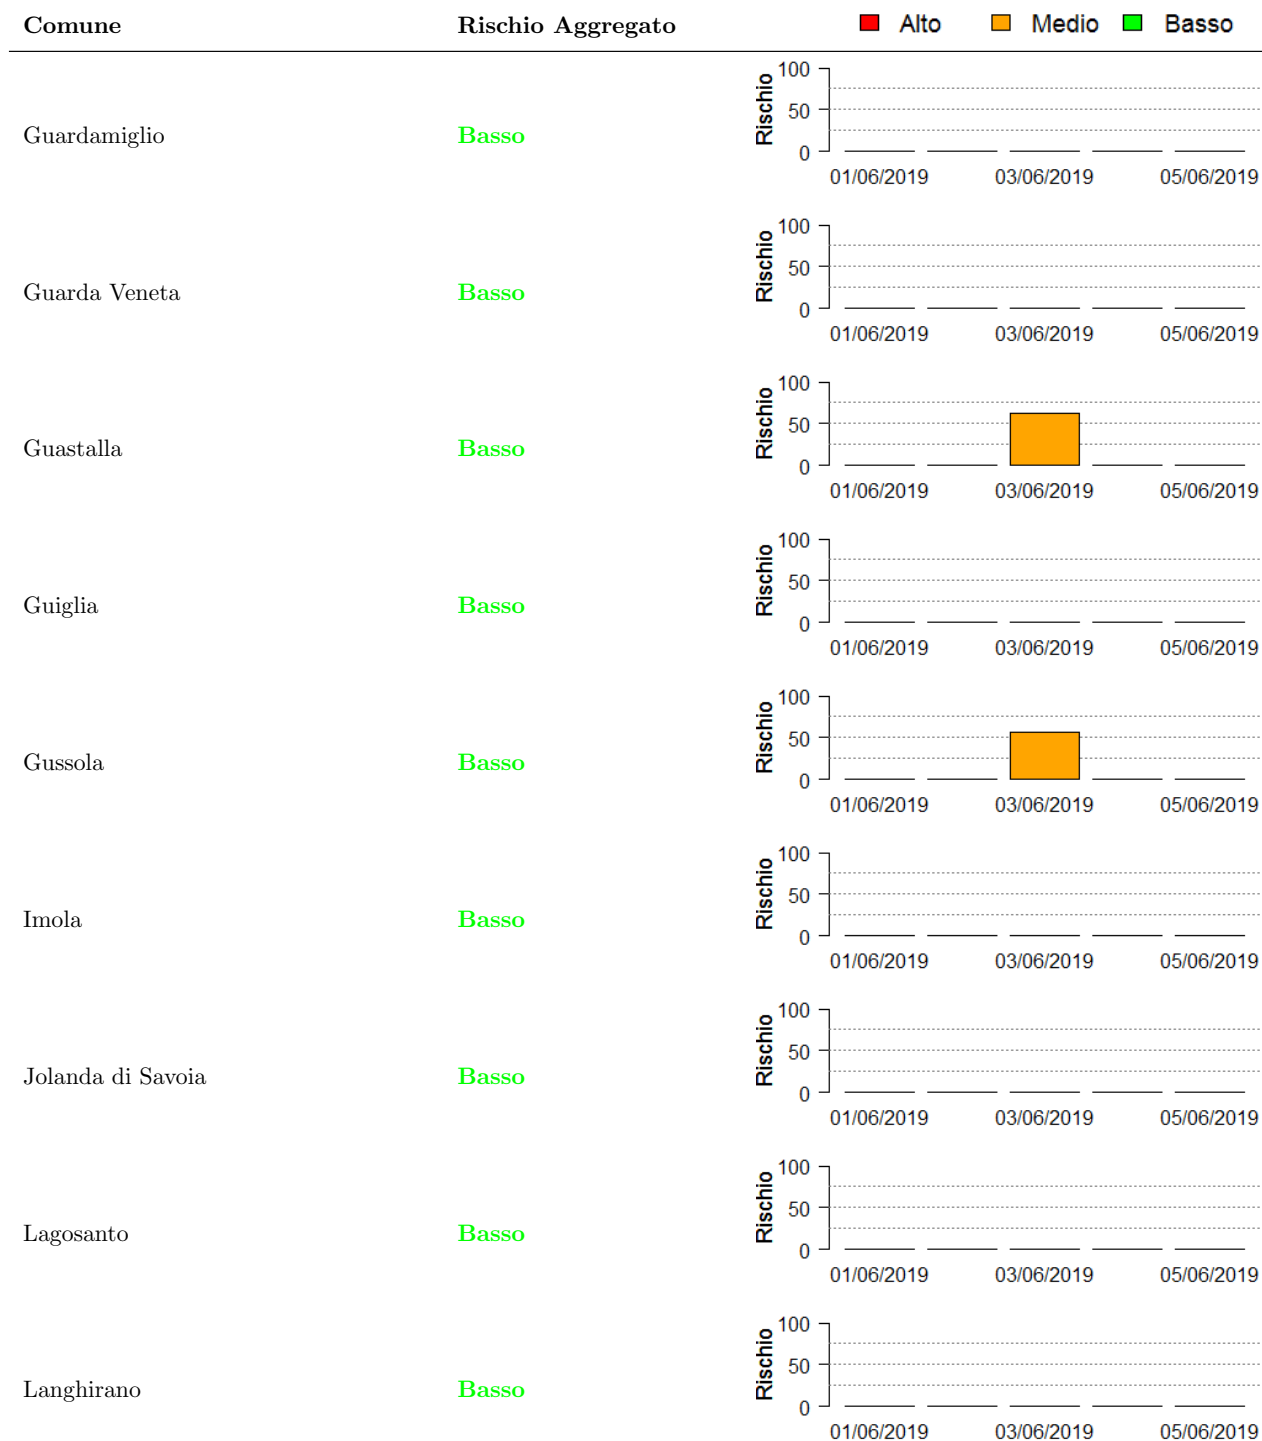 Comune Rischio Aggregato Alto Medio Basso
100
50
0
Rischio
Guardamiglio Basso
01/06/2019 03/06/2019 05/06/2019
100
50
0
Rischio
Guarda Veneta Basso
01/06/2019 03/06/2019 05/06/2019
100
50
0
Rischio
Guastalla Basso
01/06/2019 03/06/2019 05/06/2019
100
50
0
Rischio
Guiglia Basso
01/06/2019 03/06/2019 05/06/2019
100
50
0
Rischio
Gussola Basso
01/06/2019 03/06/2019 05/06/2019
100
50
0
Rischio
Imola Basso
01/06/2019 03/06/2019 05/06/2019
100
50
0
Rischio
Jolanda di Savoia Basso
01/06/2019 03/06/2019 05/06/2019
100
50
0
Rischio
Lagosanto Basso
01/06/2019 03/06/2019 05/06/2019
100
50
0
Rischio
Langhirano Basso
01/06/2019 03/06/2019 05/06/2019